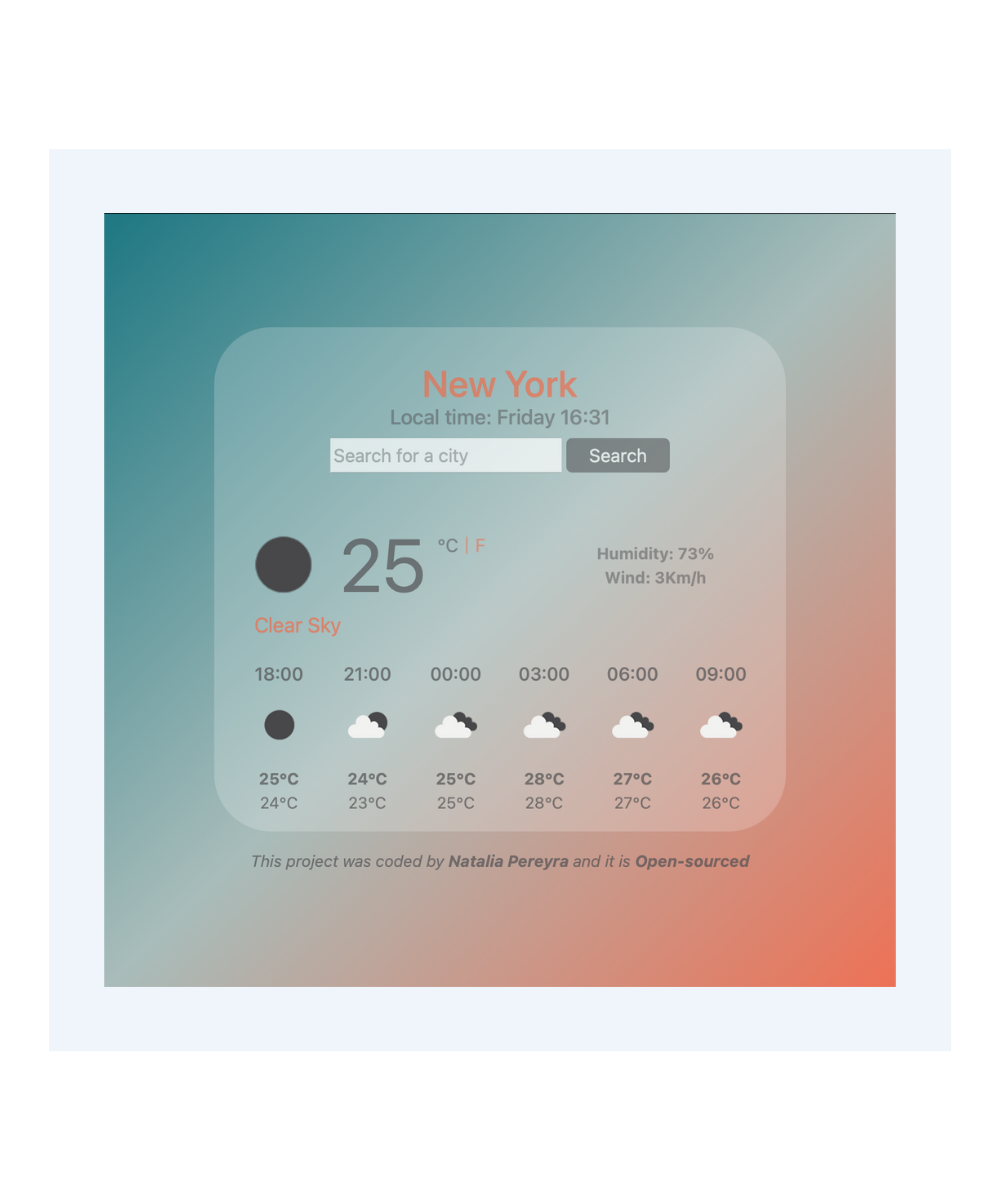 New York
Local time: Friday 16:31
Search for a city Search
25 °C | F
Humidity: 73%
Wind: 3Km/h
Clear Sky
18:00 21:00 00:00 03:00 06:00 09:00
25°C 24°C 25°C 28°C 27°C 26°C
24°C 23°C 25°C 28°C 27°C 26°C
This project was coded by Natalia Pereyra and it is Open-sourced